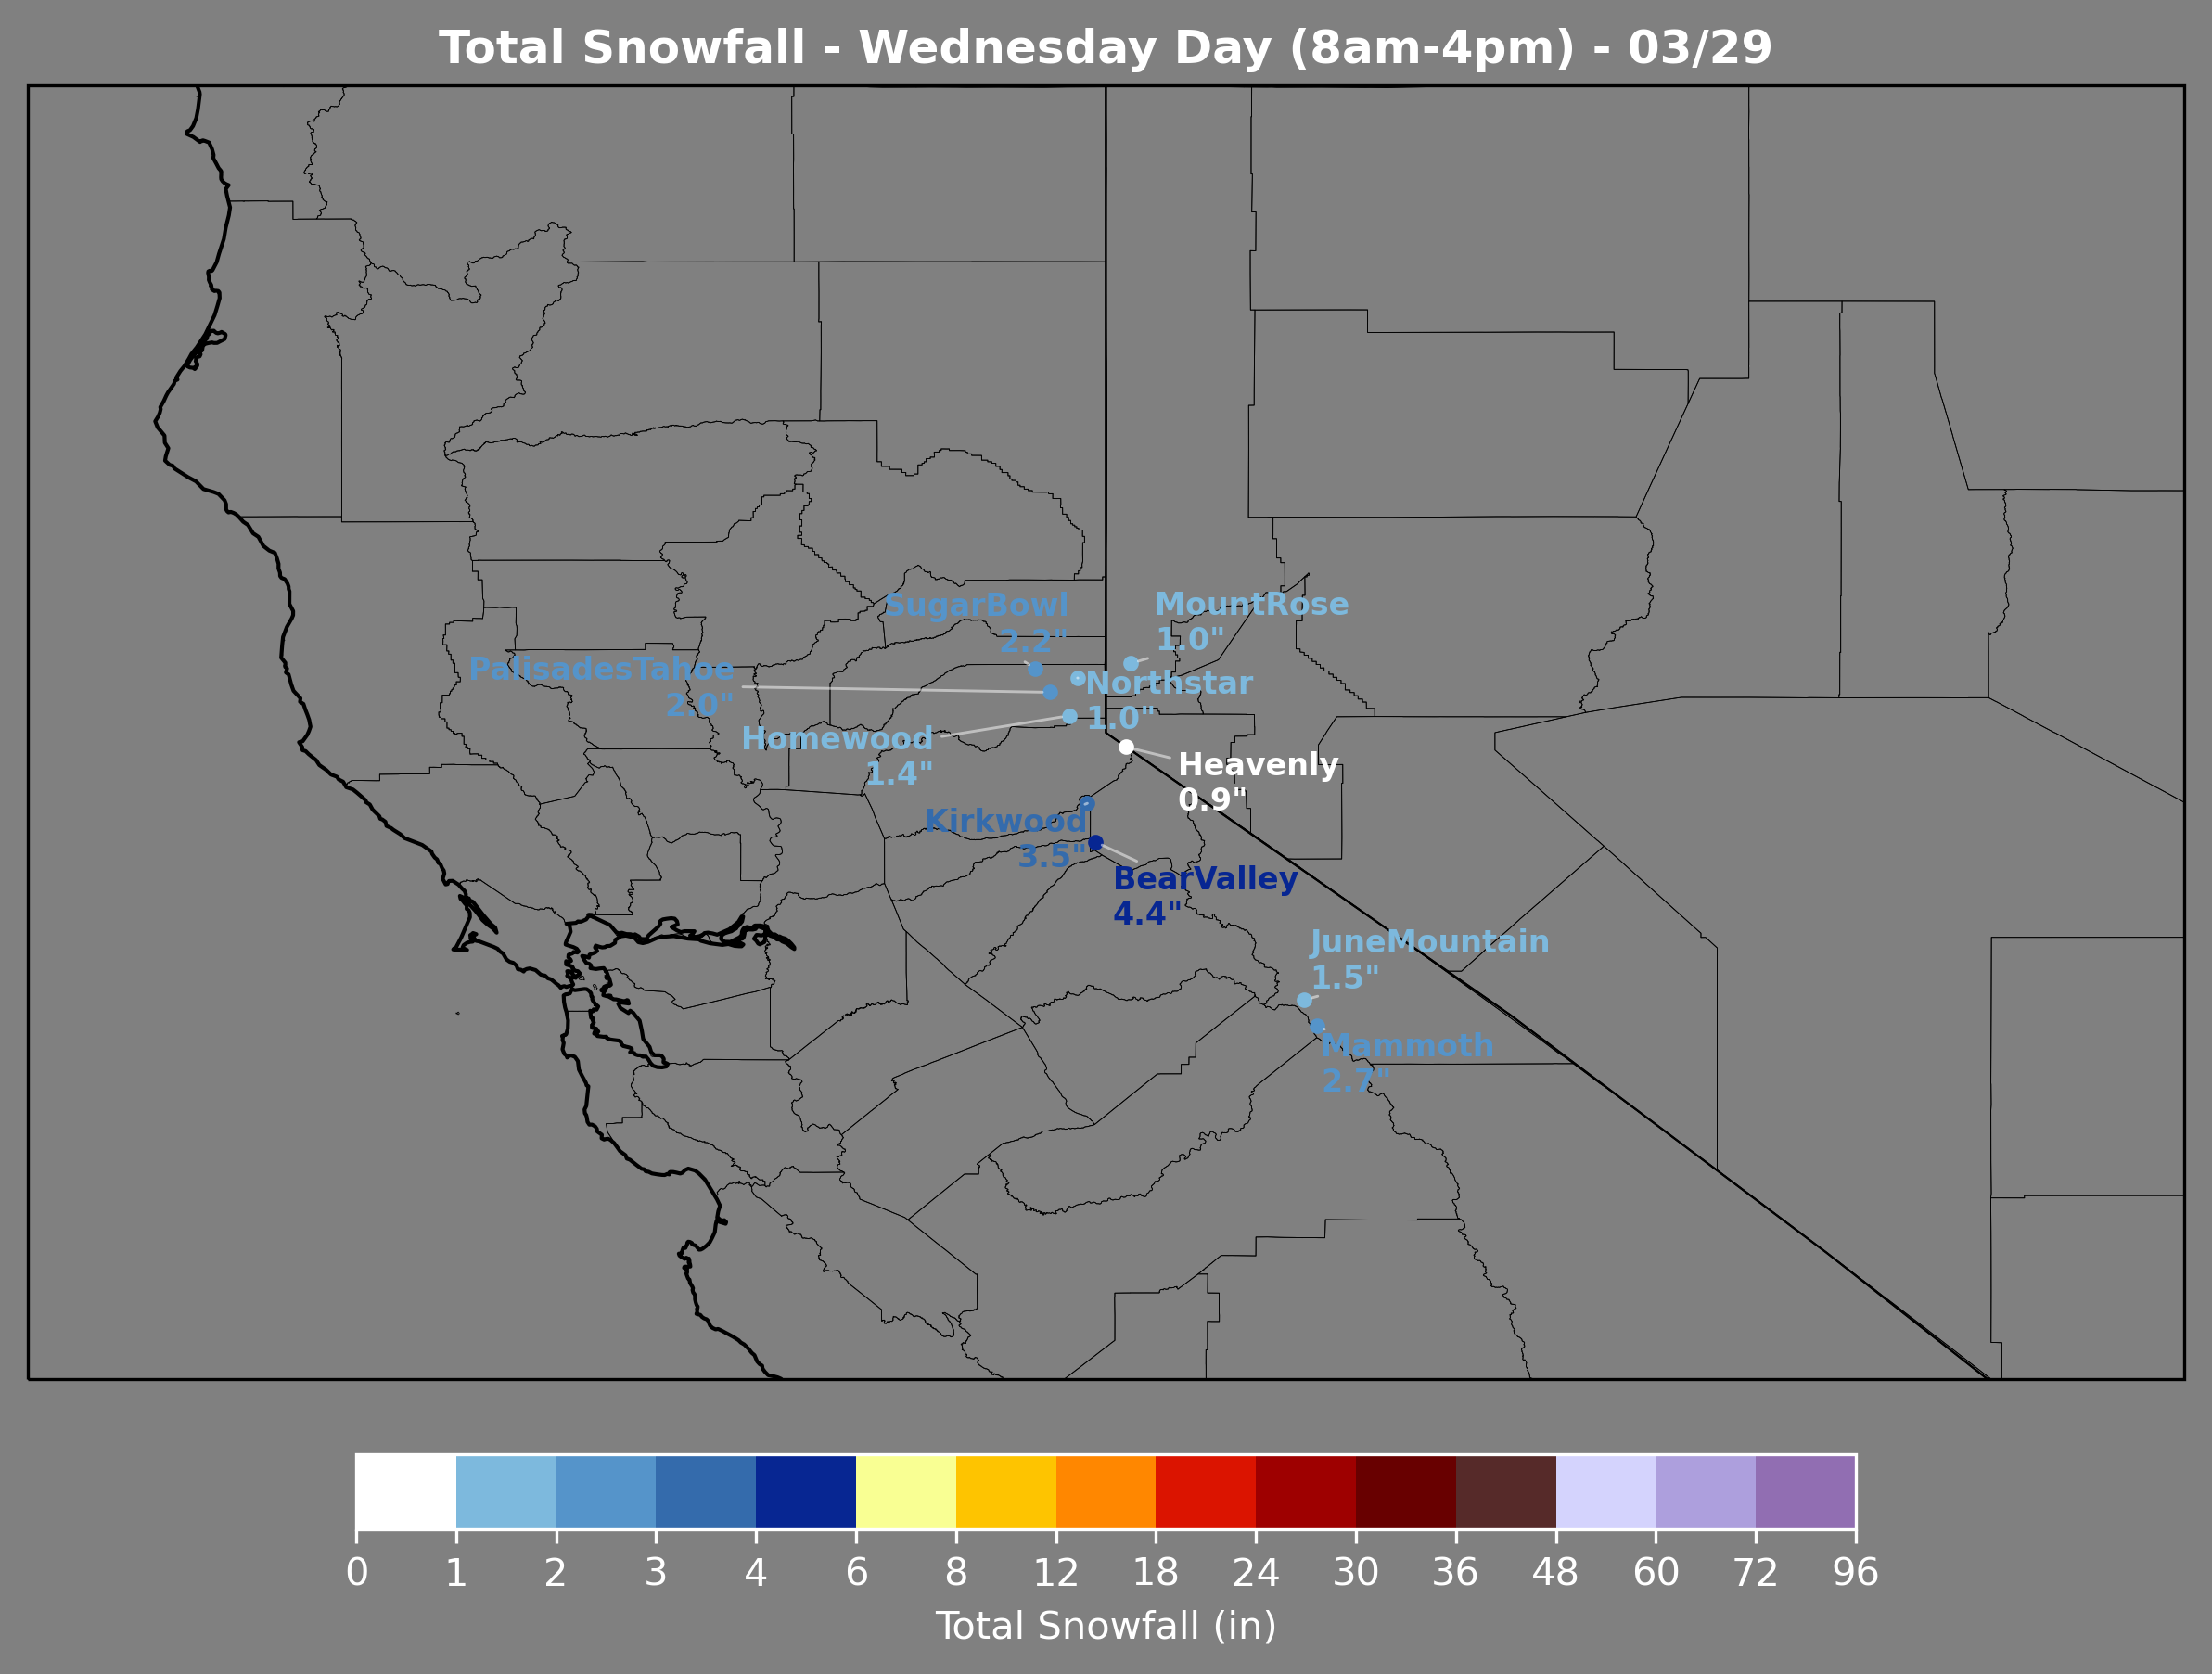 Total Snowfall - Wednesday Day (8am-4pm) - 03/29
SugarBowl
2.2"
MountRose
1.0"
PalisadesTahoe
2.0"
Northstar
1.0"
Homewood
1.4"
Heavenly
0.9"
Kirkwood
3.5"
BearValley
4.4"
JuneMountain
1.5"
Mammoth
2.7"
0 1 2 3 4 6 8 12 18 24 30 36 48 60 72 96
Total Snowfall (in)